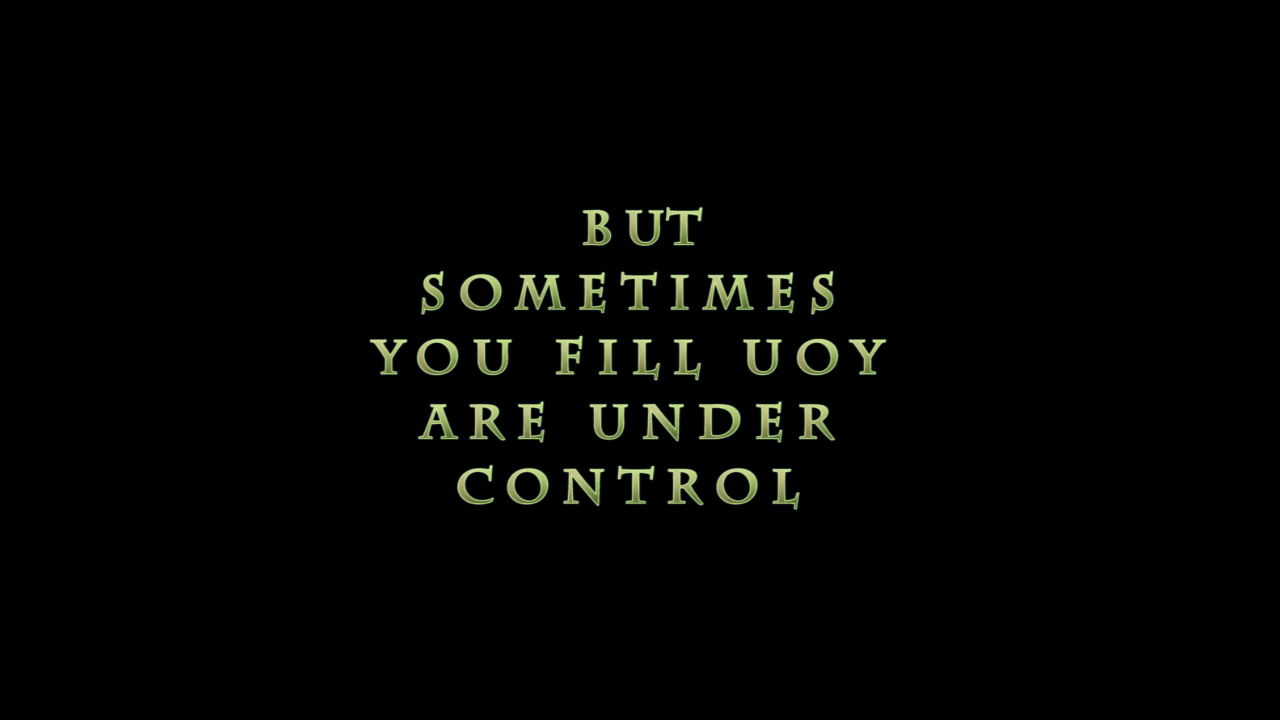 BUT
SOMETIMES
YOU FILL UOY
ARE UNDER
CONTROL